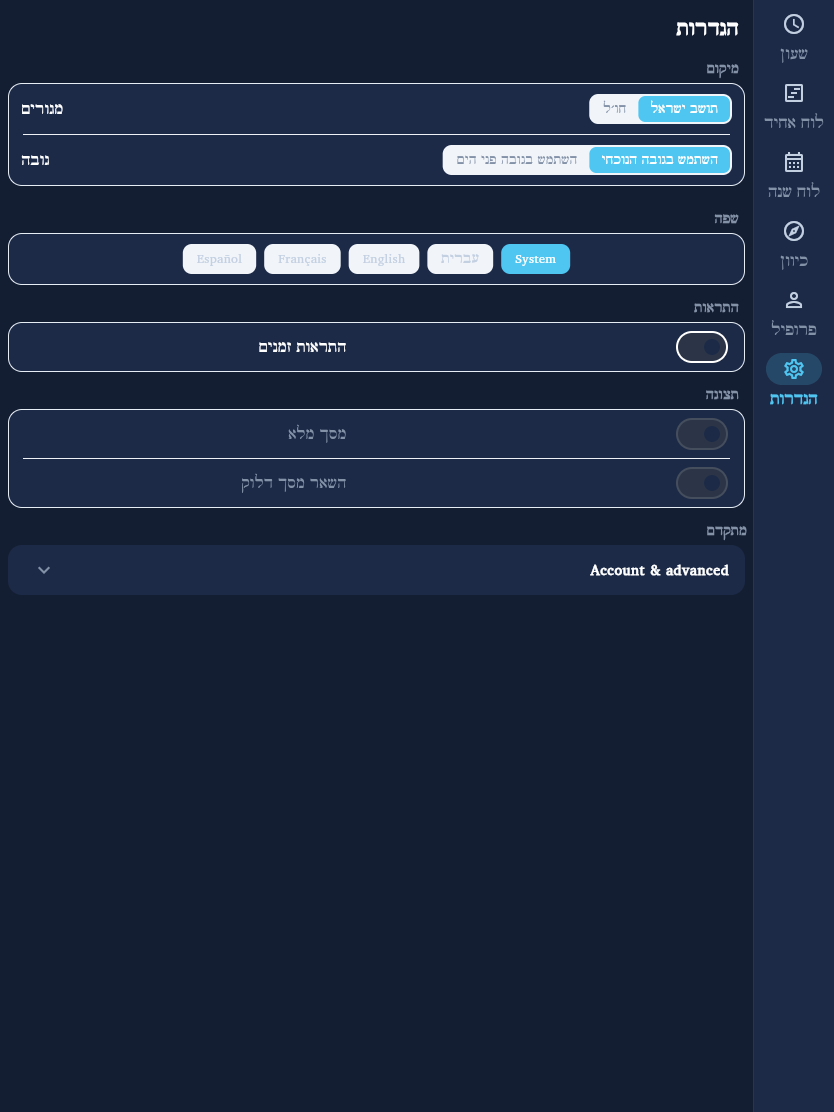 הגדרות
מיקום
תושב ישראל חו״ל מגורים
השתמש בגובה הנוכחי השתמש בגובה פני הים גובה
שפה
System עברית English Français Español
התראות
התראות זמנים
תצוגה
מסך מלא
השאר מסך דלוק
מתקדם
Account & advanced
שעון
לוח אחוד
לוח שנה
כיוון
פרופיל
הגדרות